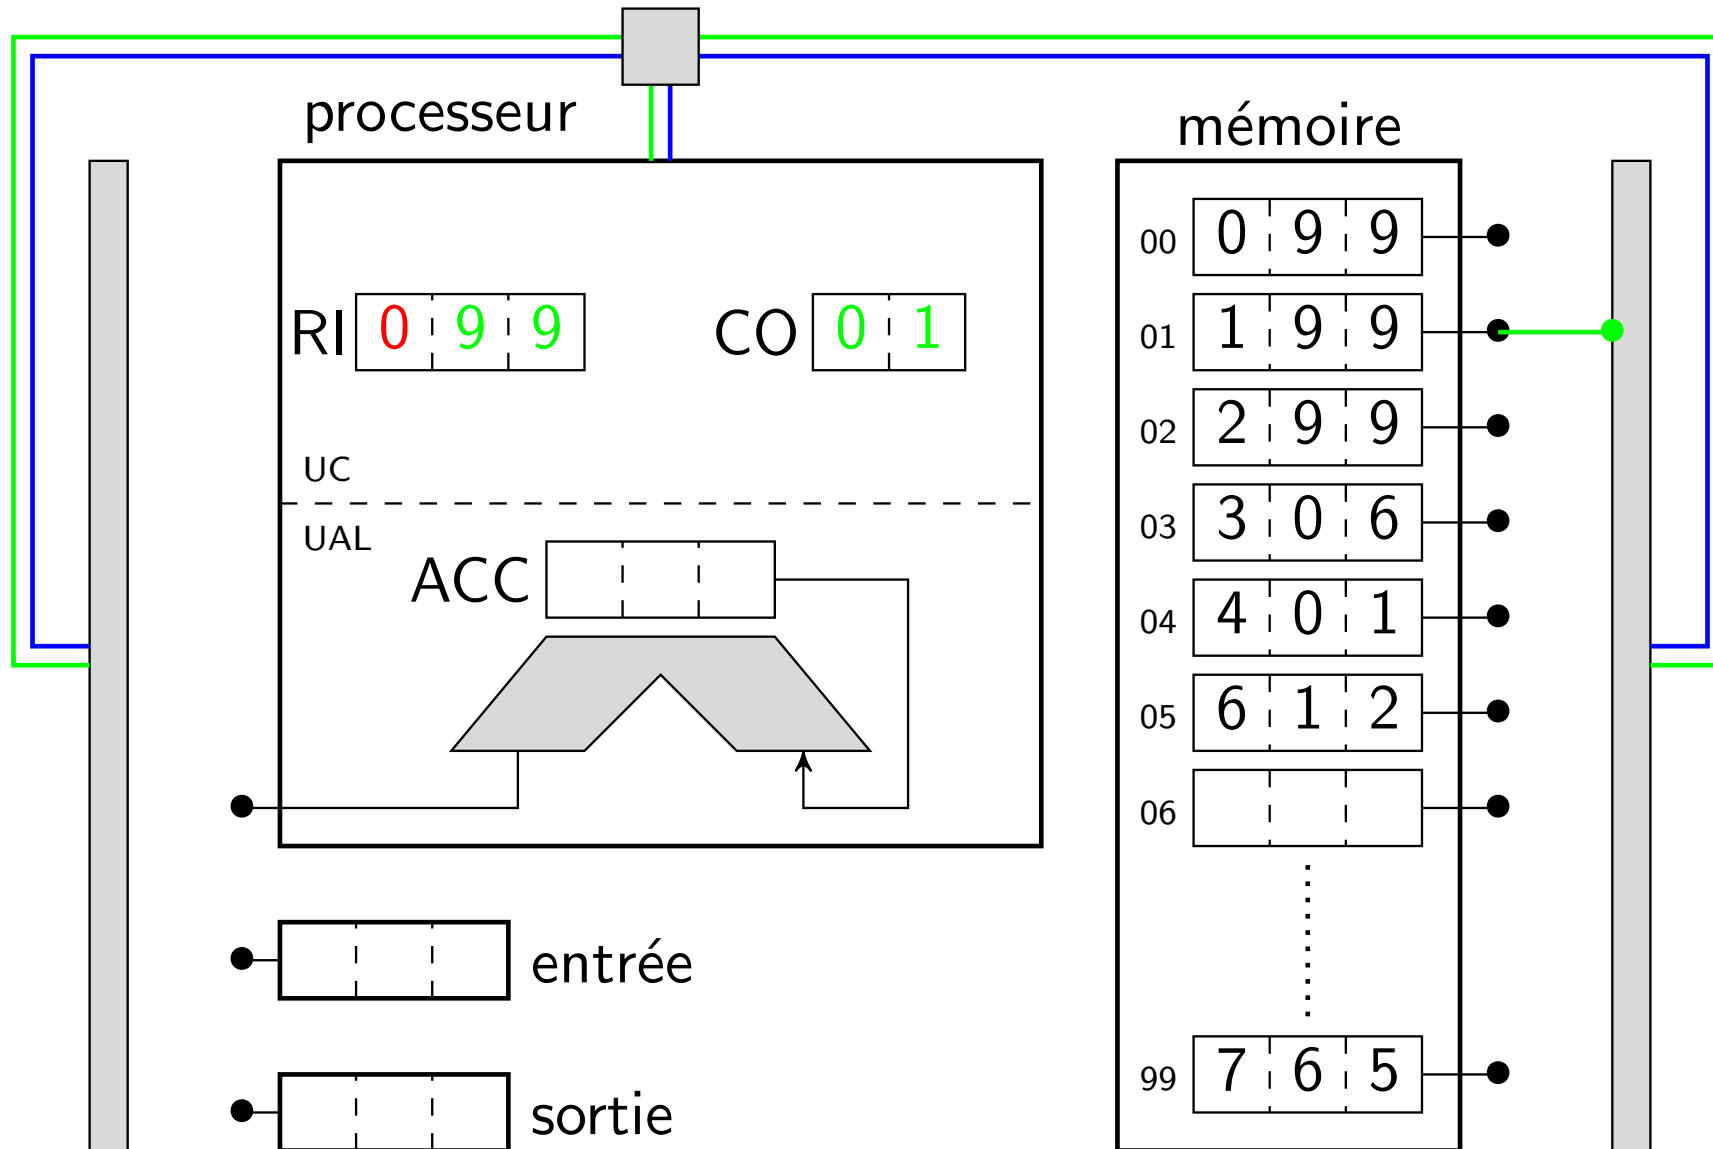 processeur
mémoire
00 0 9 9
RI 0 9 9 CO 0 1
01 1 9 9
02 2 9 9
UC
03 3 0 6
UAL
ACC
04 4 0 1
05 6 1 2
06
entrée
99 7 6 5
sortie